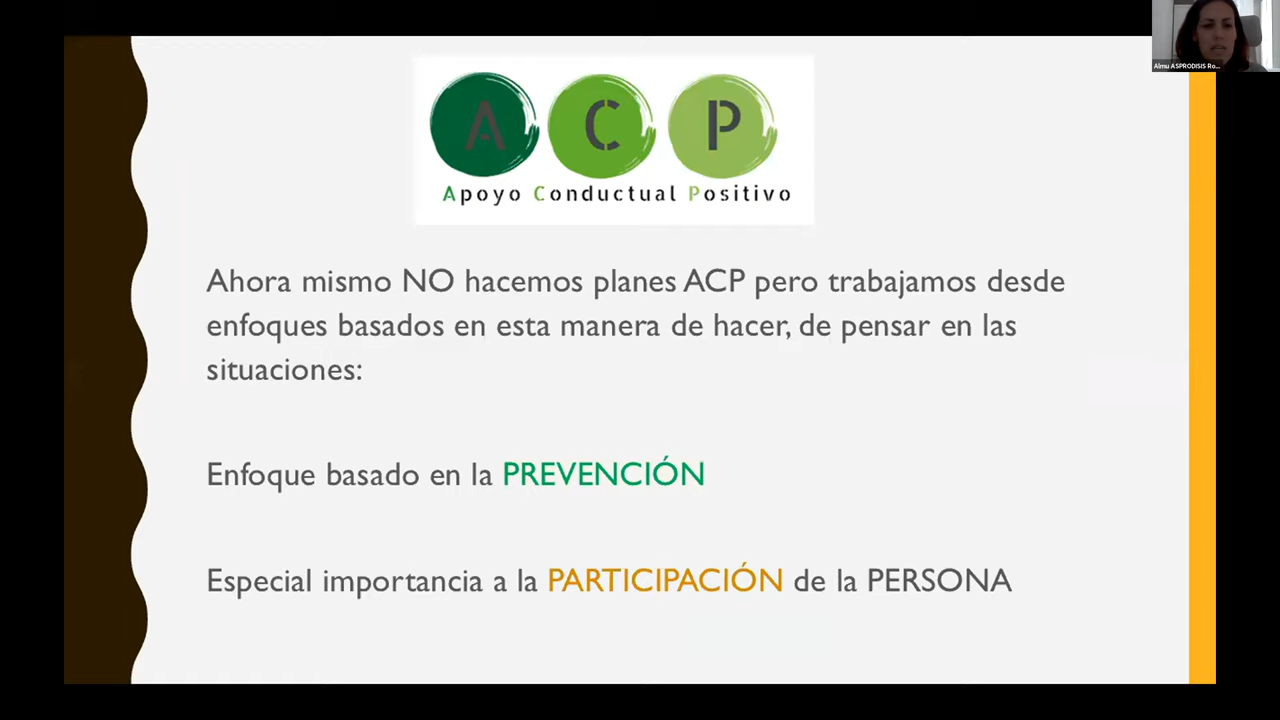 Almu ASPRODISIS Ro...
A C P
Apoyo Conductual Positivo
Ahora mismo NO hacemos planes ACP pero trabajamos desde
enfoques basados en esta manera de hacer, de pensar en las
situaciones:
Enfoque basado en la PREVENCIÓN
Especial importancia a la PARTICIPACIÓN de la PERSONA